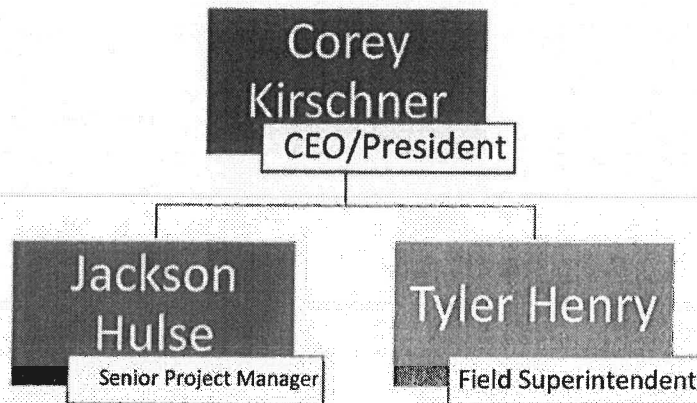 Corey
Kirschner
CEO/President
Jackson
Hulse
Senior Project Manager
Tyler Henry
Field Superintendent